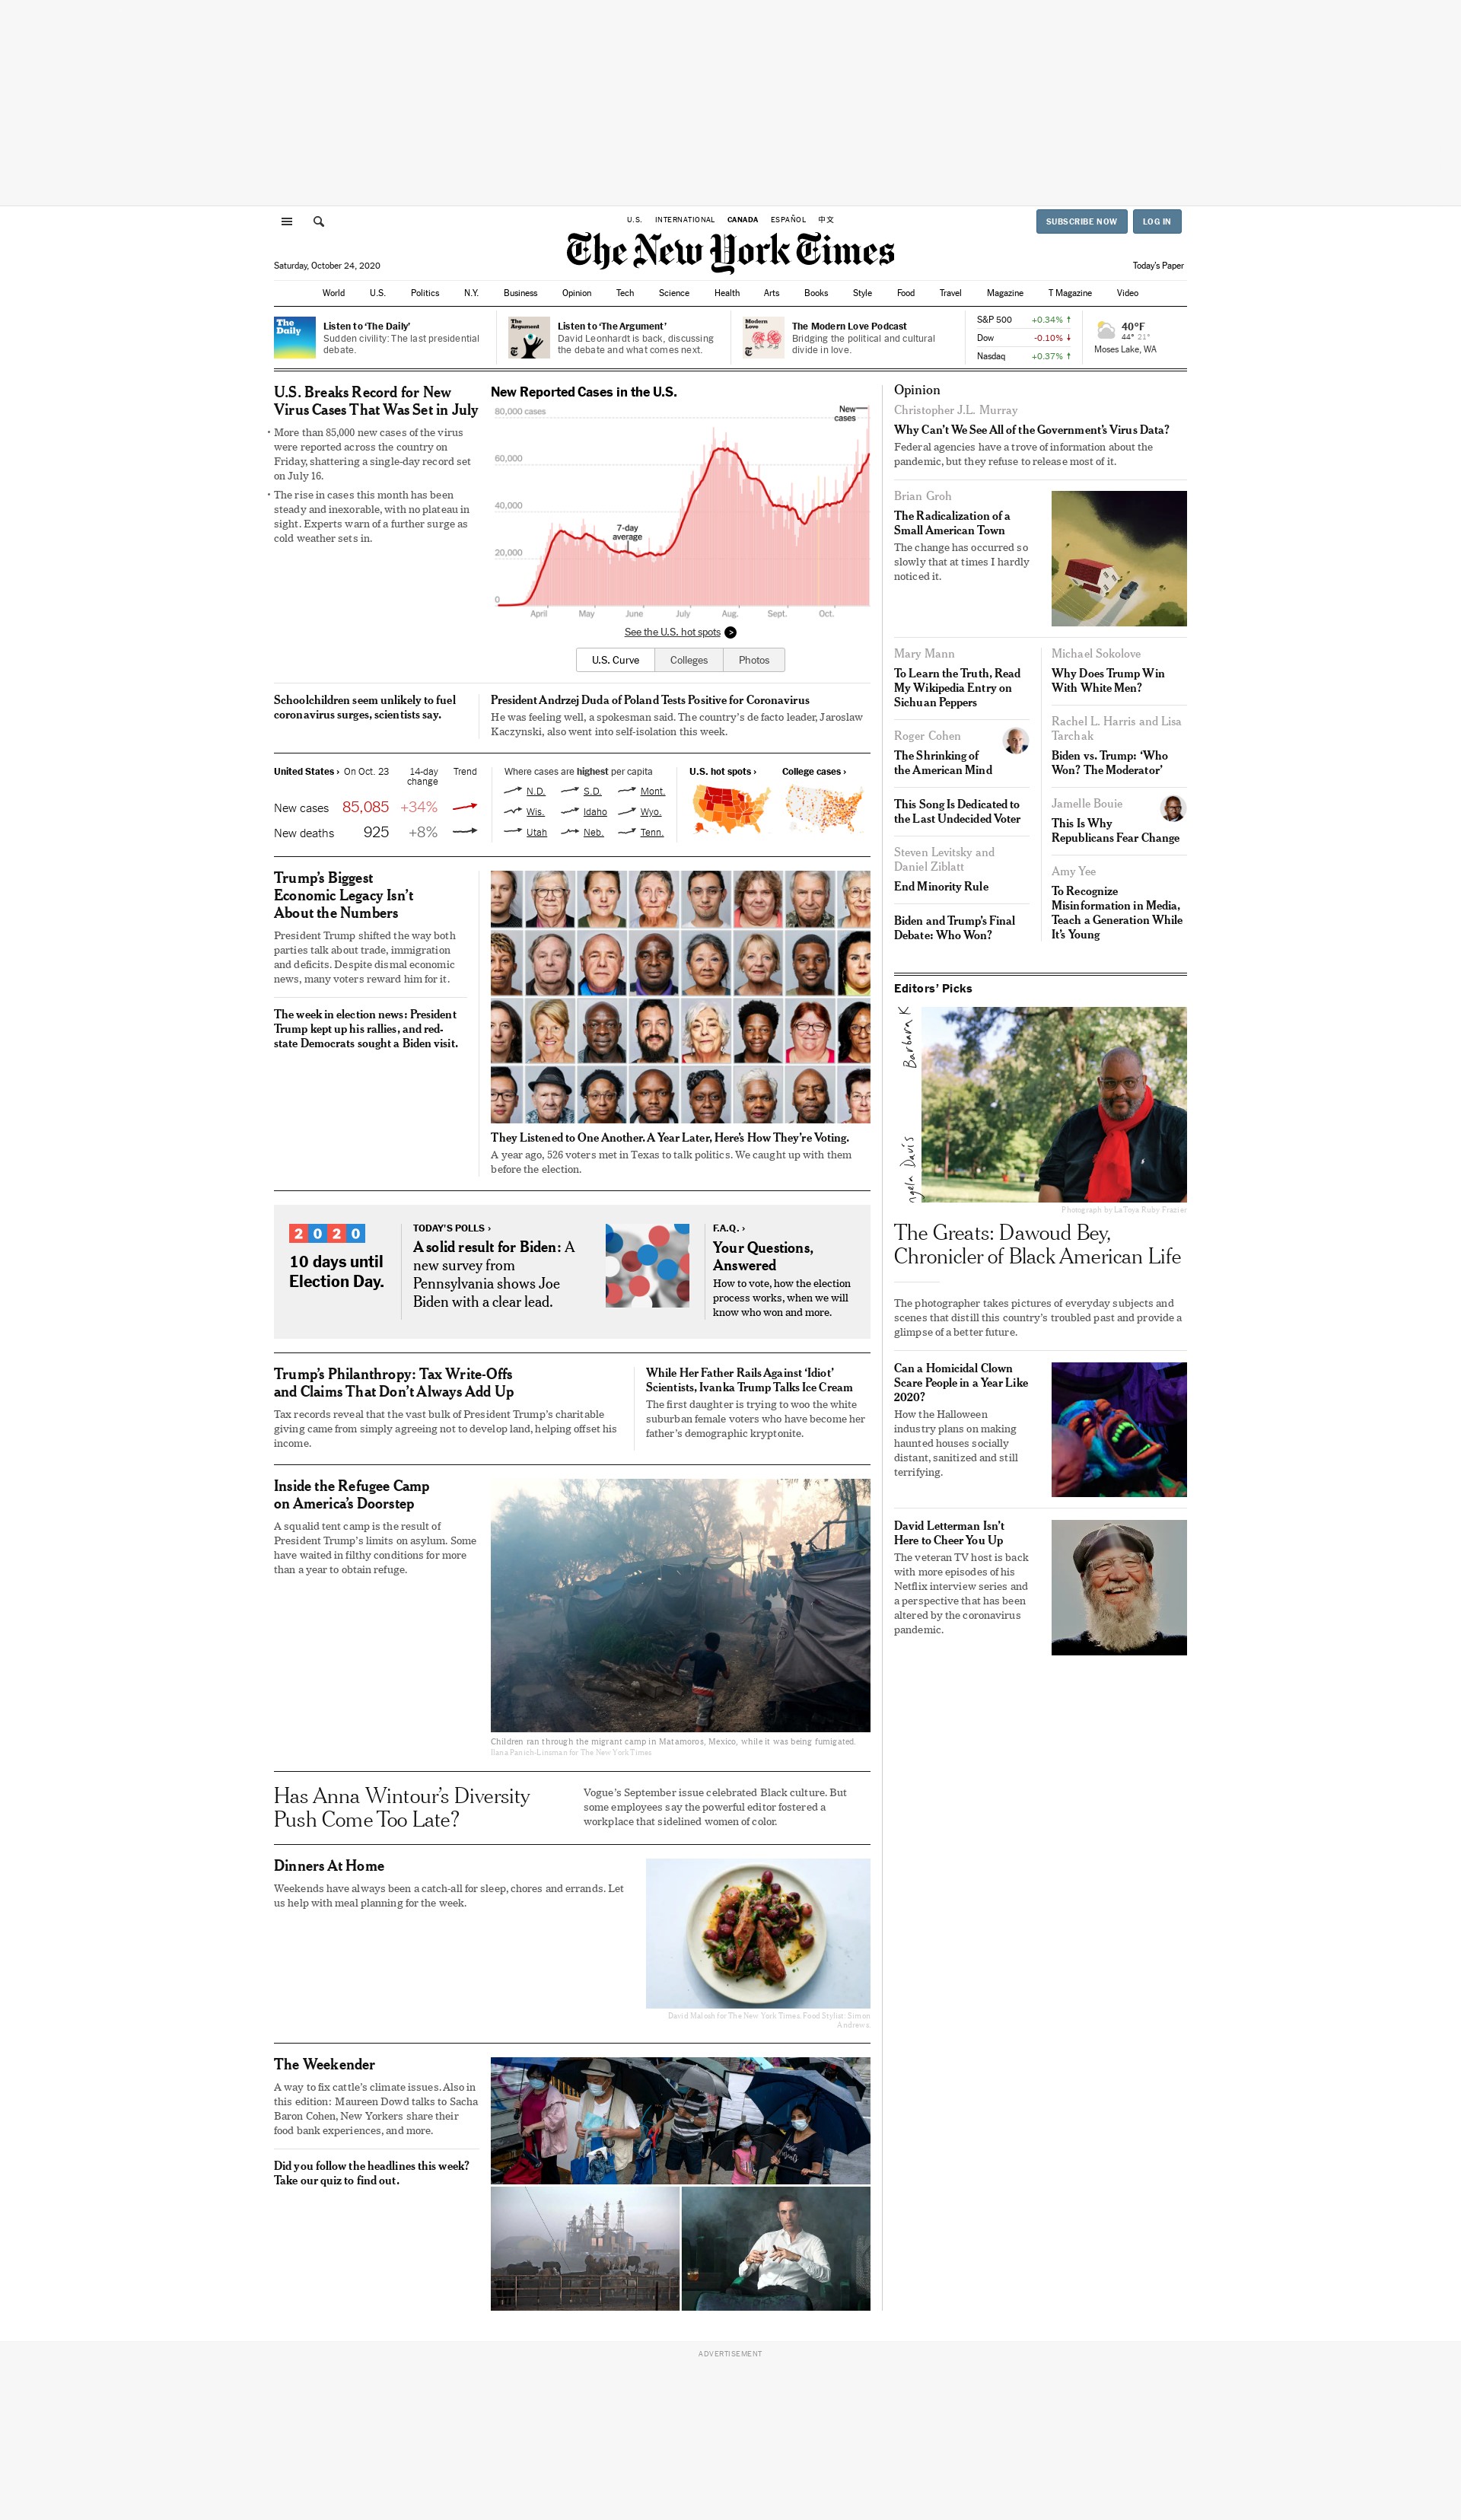 U.S. INTERNATIONAL CANADA ESPAÑOL 中文
SUBSCRIBE NOW LOG IN
The New York Times
Saturday, October 24, 2020
Today's Paper
World U.S. Politics N.Y. Business Opinion Tech Science Health Arts Books Style Food Travel Magazine T Magazine Video
The
Daily
Listen to ‘The Daily’
Sudden civility: The last presidential
debate.
The
Argument
Listen to ‘The Argument’
David Leonhardt is back, discussing
the debate and what comes next.
Modern
Love
The Modern Love Podcast
Bridging the political and cultural
divide in love.
S&P 500 +0.34%
Dow -0.10%
Nasdaq +0.37%
40°F
44° 21°
Moses Lake, WA
U.S. Breaks Record for New
Virus Cases That Was Set in July
• More than 85,000 new cases of the virus
were reported across the country on
Friday, shattering a single-day record set
on July 16.
• The rise in cases this month has been
steady and inexorable, with no plateau in
sight. Experts warn of a further surge as
cold weather sets in.
New Reported Cases in the U.S.
80,000 cases
New
cases
60,000
40,000
7-day
average
20,000
0
April May June July Aug. Sept. Oct.
See the U.S. hot spots >
U.S. Curve Colleges Photos
Schoolchildren seem unlikely to fuel
coronavirus surges, scientists say.
President Andrzej Duda of Poland Tests Positive for Coronavirus
He was feeling well, a spokesman said. The country’s de facto leader, Jaroslaw
Kaczynski, also went into self-isolation this week.
United States › On Oct. 23 14-day
change Trend
New cases 85,085 +34%
New deaths 925 +8%
Where cases are highest per capita
N.D. S.D. Mont.
Wis. Idaho Wyo.
Utah Neb. Tenn.
U.S. hot spots ›
College cases ›
Trump’s Biggest
Economic Legacy Isn’t
About the Numbers
President Trump shifted the way both
parties talk about trade, immigration
and deficits. Despite dismal economic
news, many voters reward him for it.
The week in election news: President
Trump kept up his rallies, and red-
state Democrats sought a Biden visit.
They Listened to One Another. A Year Later, Here’s How They’re Voting.
A year ago, 526 voters met in Texas to talk politics. We caught up with them
before the election.
2020
10 days until
Election Day.
TODAY’S POLLS ›
A solid result for Biden: A
new survey from
Pennsylvania shows Joe
Biden with a clear lead.
F.A.Q. ›
Your Questions,
Answered
How to vote, how the election
process works, when we will
know who won and more.
Trump’s Philanthropy: Tax Write-Offs
and Claims That Don’t Always Add Up
Tax records reveal that the vast bulk of President Trump’s charitable
giving came from simply agreeing not to develop land, helping offset his
income.
While Her Father Rails Against ‘Idiot’
Scientists, Ivanka Trump Talks Ice Cream
The first daughter is trying to woo the white
suburban female voters who have become her
father’s demographic kryptonite.
Inside the Refugee Camp
on America’s Doorstep
A squalid tent camp is the result of
President Trump’s limits on asylum. Some
have waited in filthy conditions for more
than a year to obtain refuge.
Children ran through the migrant camp in Matamoros, Mexico, while it was being fumigated.
Ilana Panich-Linsman for The New York Times
Has Anna Wintour’s Diversity
Push Come Too Late?
Vogue’s September issue celebrated Black culture. But
some employees say the powerful editor fostered a
workplace that sidelined women of color.
Dinners At Home
Weekends have always been a catch-all for sleep, chores and errands. Let
us help with meal planning for the week.
David Malosh for The New York Times. Food Stylist: Simon
Andrews.
The Weekender
A way to fix cattle’s climate issues. Also in
this edition: Maureen Dowd talks to Sacha
Baron Cohen, New Yorkers share their
food bank experiences, and more.
Did you follow the headlines this week?
Take our quiz to find out.
Opinion
Christopher J.L. Murray
Why Can’t We See All of the Government’s Virus Data?
Federal agencies have a trove of information about the
pandemic, but they refuse to release most of it.
Brian Groh
The Radicalization of a
Small American Town
The change has occurred so
slowly that at times I hardly
noticed it.
Mary Mann
To Learn the Truth, Read
My Wikipedia Entry on
Sichuan Peppers
Roger Cohen
The Shrinking of
the American Mind
This Song Is Dedicated to
the Last Undecided Voter
Steven Levitsky and
Daniel Ziblatt
End Minority Rule
Biden and Trump’s Final
Debate: Who Won?
Michael Sokolove
Why Does Trump Win
With White Men?
Rachel L. Harris and Lisa
Tarchak
Biden vs. Trump: ‘Who
Won? The Moderator’
Jamelle Bouie
This Is Why
Republicans Fear Change
Amy Yee
To Recognize
Misinformation in Media,
Teach a Generation While
It’s Young
Editors’ Picks
Barbara K
ngela Davis
Photograph by LaToya Ruby Frazier
The Greats: Dawoud Bey,
Chronicler of Black American Life
The photographer takes pictures of everyday subjects and
scenes that distill this country’s troubled past and provide a
glimpse of a better future.
Can a Homicidal Clown
Scare People in a Year Like
2020?
How the Halloween
industry plans on making
haunted houses socially
distant, sanitized and still
terrifying.
David Letterman Isn’t
Here to Cheer You Up
The veteran TV host is back
with more episodes of his
Netflix interview series and
a perspective that has been
altered by the coronavirus
pandemic.
ADVERTISEMENT